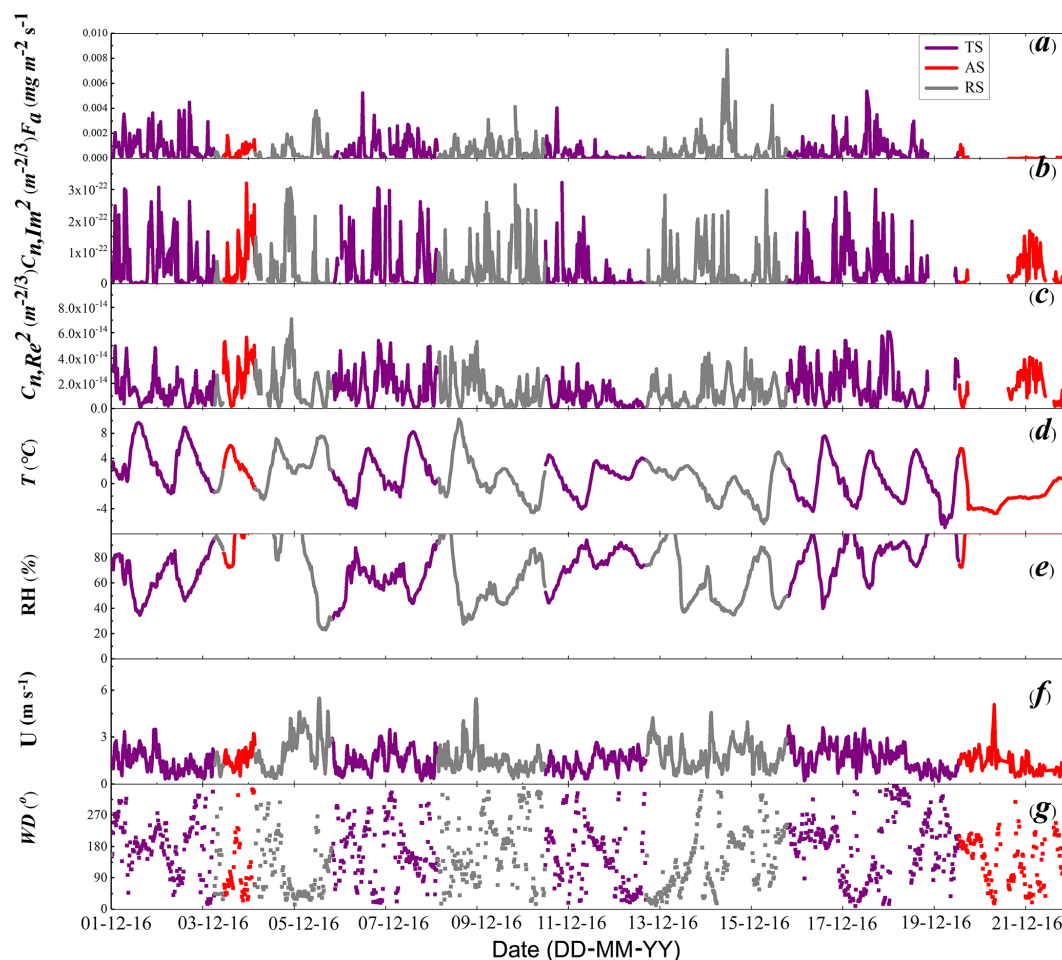 F_a (mg m⁻² s⁻¹)
0.010
0.008
0.006
0.004
0.002
0.000
TS
AS
RS
(a)
C_{n,Im}² (m^{-2/3})
3x10⁻²²
2x10⁻²²
1x10⁻²²
0
(b)
C_{n,Re}² (m^{-2/3})
8.0x10⁻¹⁴
6.0x10⁻¹⁴
4.0x10⁻¹⁴
2.0x10⁻¹⁴
0.0
(c)
T (°C)
8
4
0
-4
(d)
RH (%)
80
60
40
20
0
(e)
U (m s⁻¹)
6
3
0
(f)
WD (°)
270
180
90
0
(g)
01-12-16 03-12-16 05-12-16 07-12-16 09-12-16 11-12-16 13-12-16 15-12-16 17-12-16 19-12-16 21-12-16
Date (DD-MM-YY)